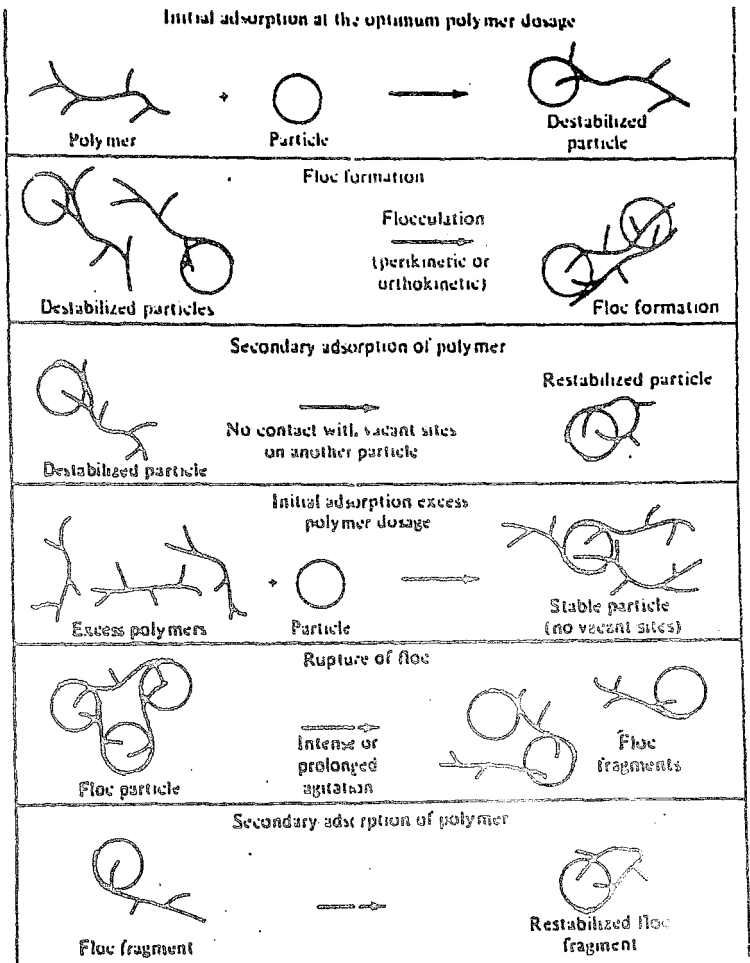 Initial adsorption at the optimum polymer dosage
+
Polymer
Particle
Destabilized
particle
Floc formation
Flocculation
(perikinetic or
orthokinetic)
Destabilized particles
Floc formation
Secondary adsorption of polymer
Restabilized particle
No contact with vacant sites
on another particle
Destabilized particle
Initial adsorption excess
polymer dosage
+
Excess polymers
Particle
Stable particle
(no vacant sites)
Rupture of floc
Intense or
prolonged
agitation
Floc particle
Floc
fragments
Secondary adsorption of polymer
Floc fragment
Restabilized floc
fragment